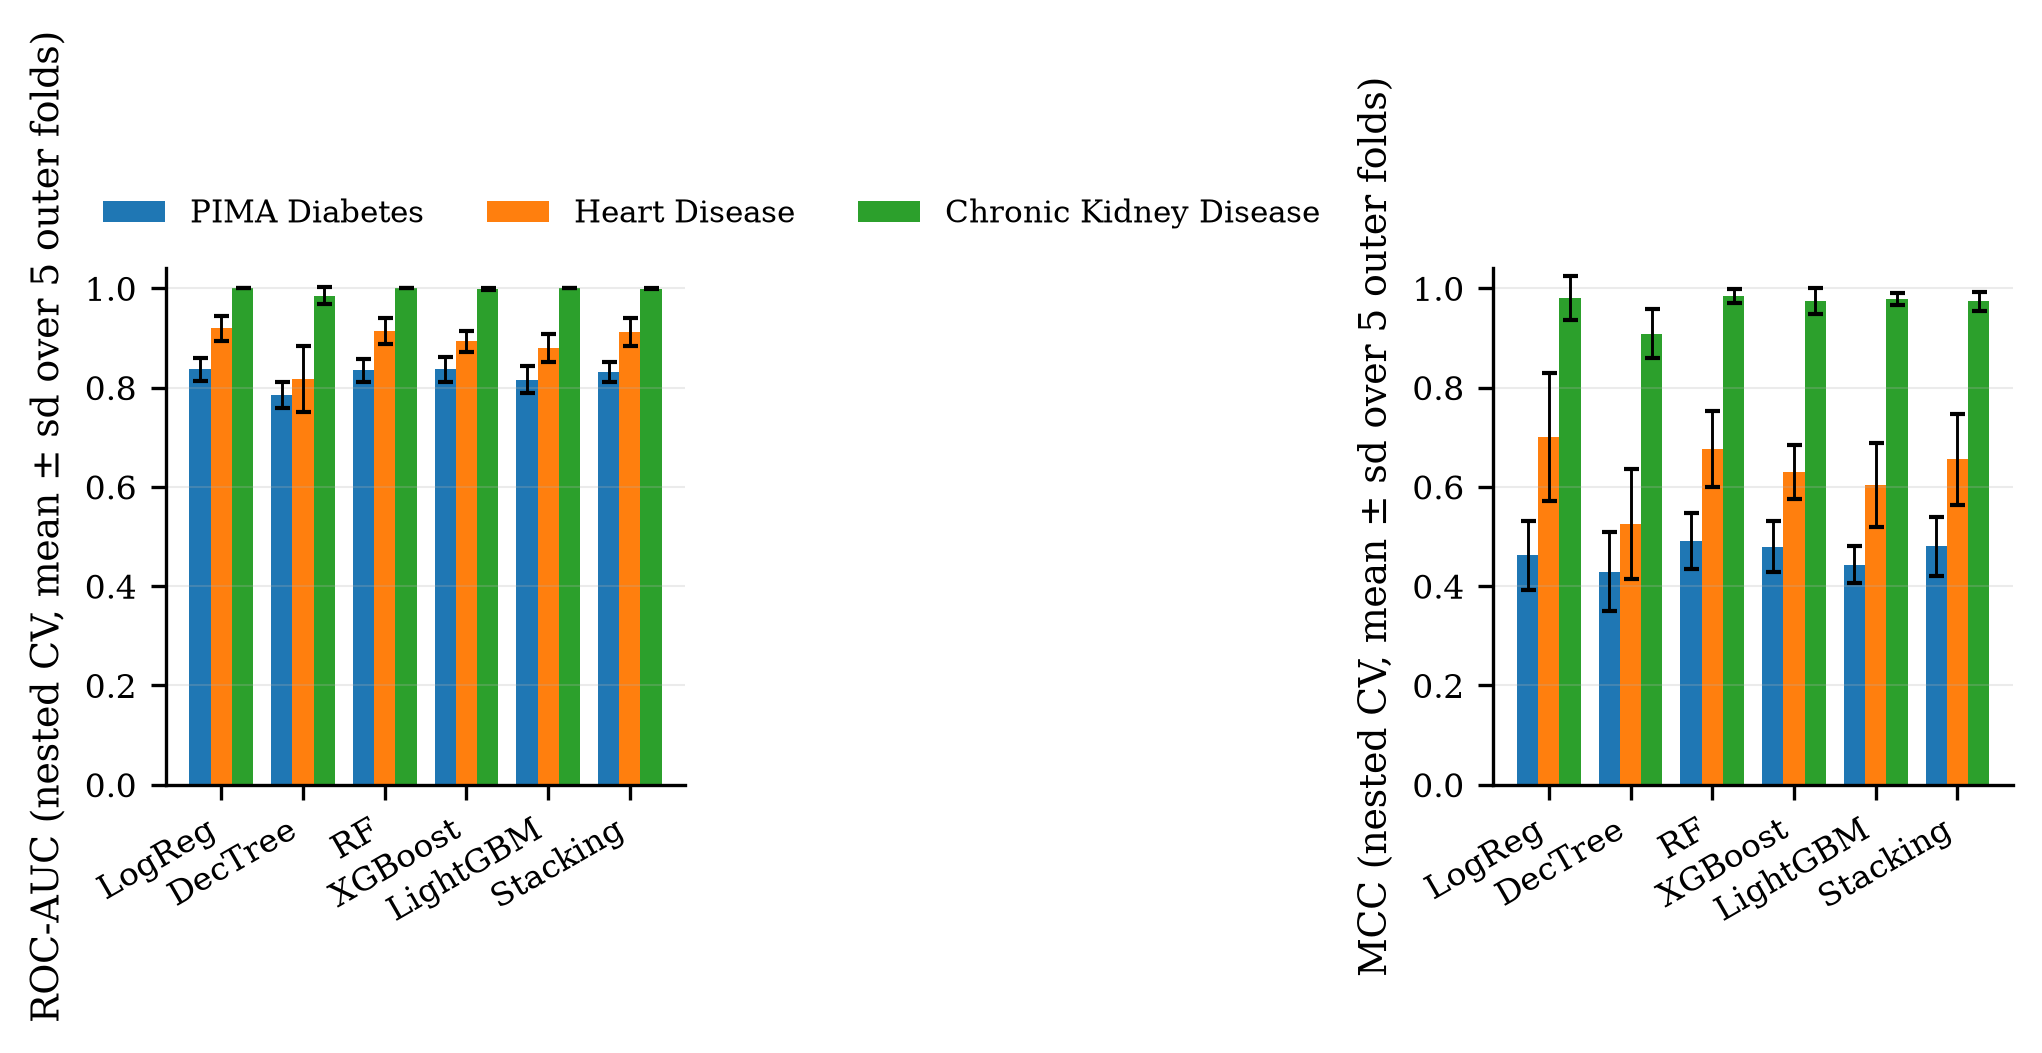 PIMA Diabetes
Heart Disease
Chronic Kidney Disease
ROC-AUC (nested CV, mean ± sd over 5 outer folds)
1.0
0.8
0.6
0.4
0.2
0.0
LogReg
DecTree
RF
XGBoost
LightGBM
Stacking
MCC (nested CV, mean ± sd over 5 outer folds)
1.0
0.8
0.6
0.4
0.2
0.0
LogReg
DecTree
RF
XGBoost
LightGBM
Stacking